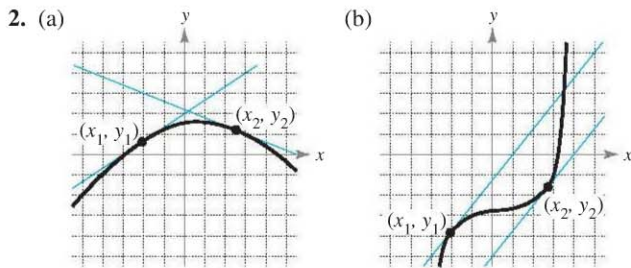 2. (a) (b)
y y
(x₁, y₁) (x₂, y₂) x x
(x₁, y₁) (x₂, y₂)